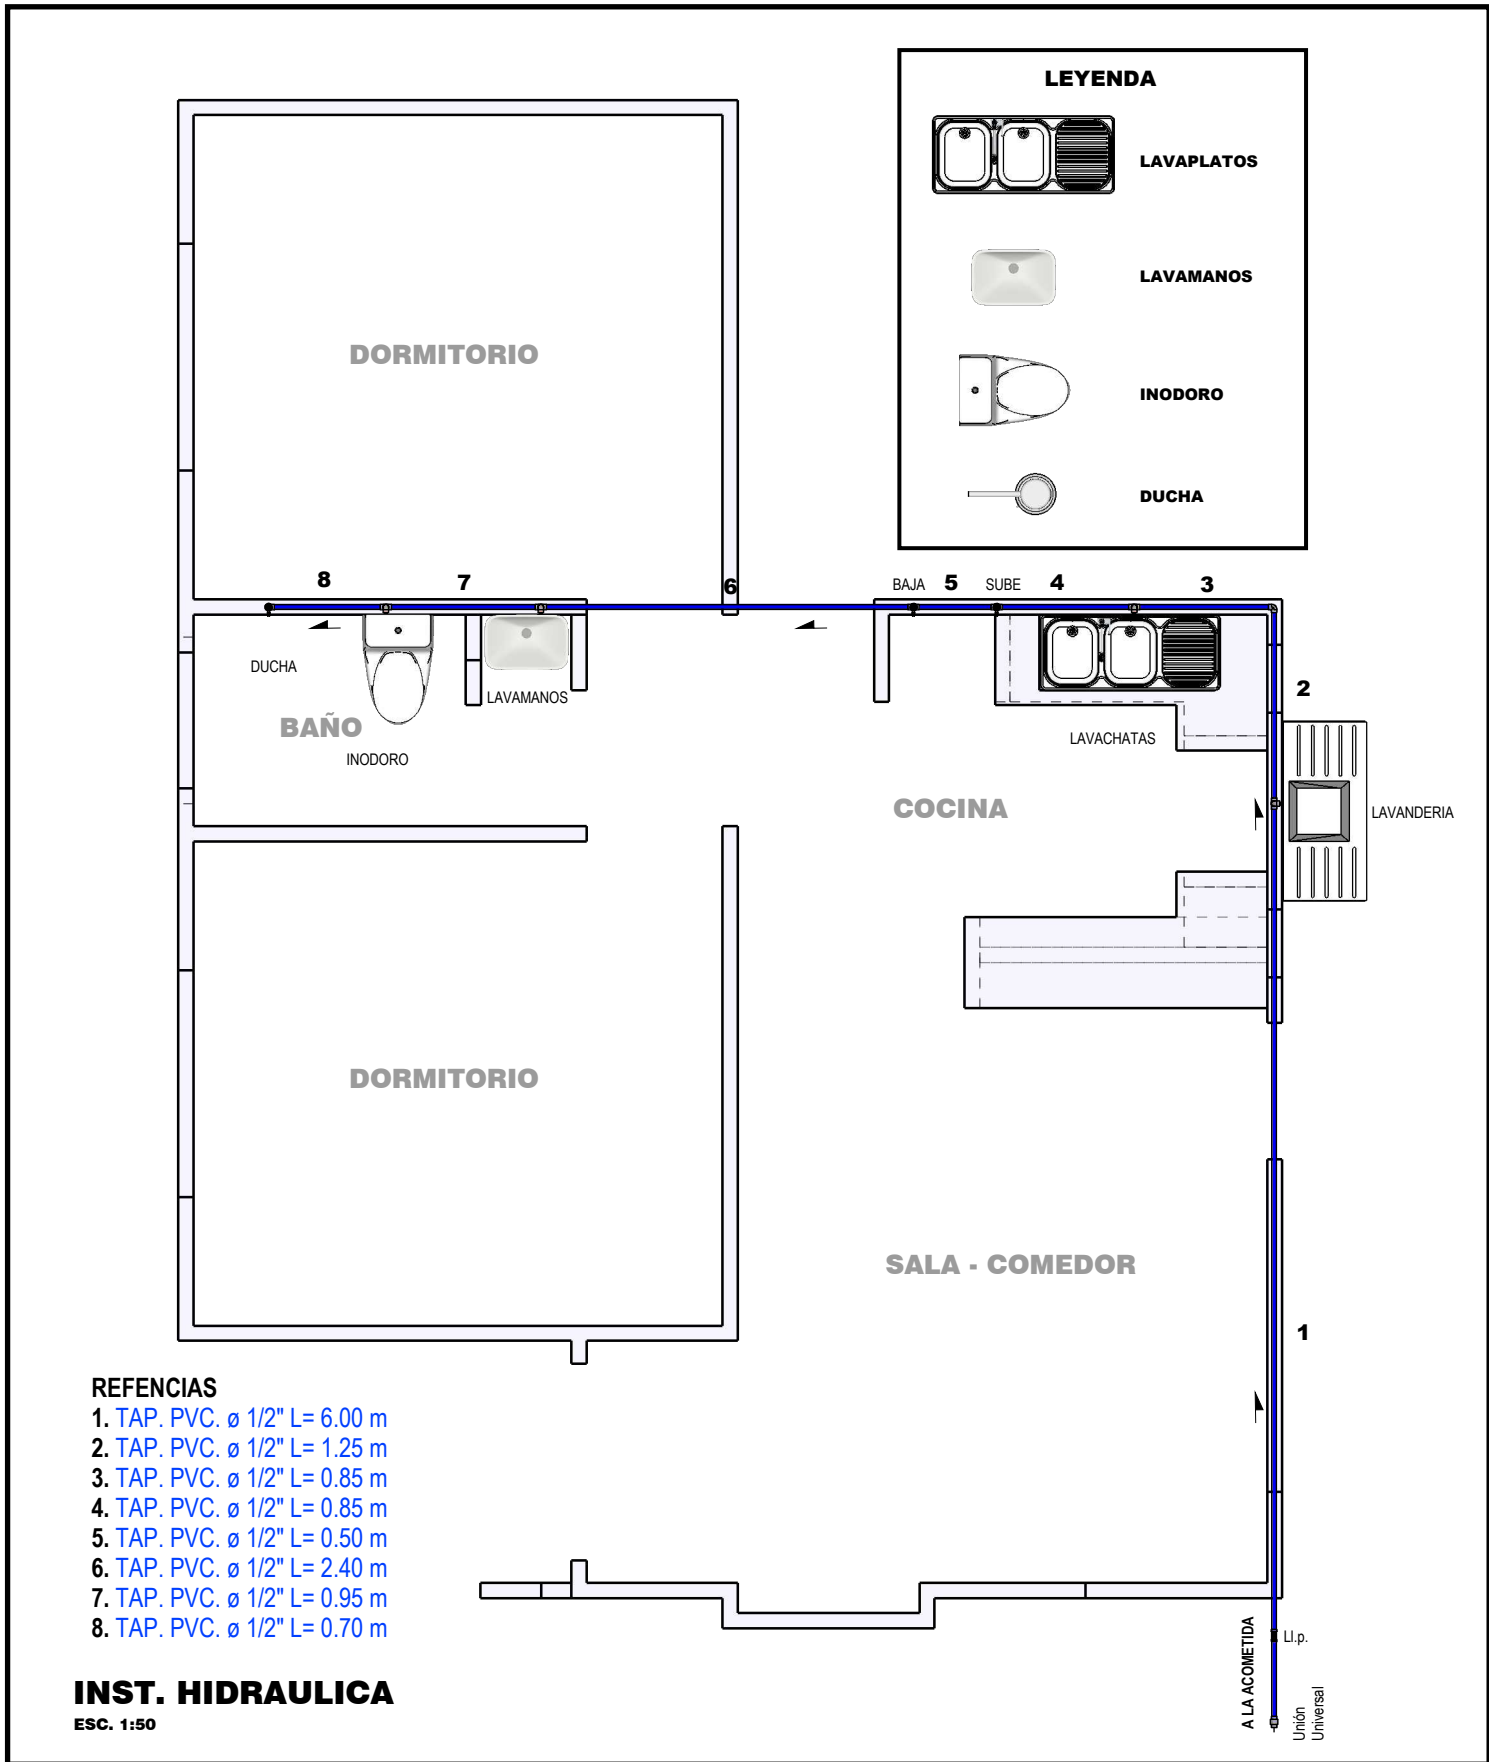 LEYENDA
LAVAPLATOS
LAVAMANOS
INODORO
DUCHA
DORMITORIO
8
7
6
BAJA
5
SUBE
4
3
DUCHA
LAVAMANOS
BAÑO
INODORO
2
LAVACHATAS
COCINA
LAVANDERIA
DORMITORIO
SALA - COMEDOR
1
REFENCIAS
1. TAP. PVC. ø 1/2" L= 6.00 m
2. TAP. PVC. ø 1/2" L= 1.25 m
3. TAP. PVC. ø 1/2" L= 0.85 m
4. TAP. PVC. ø 1/2" L= 0.85 m
5. TAP. PVC. ø 1/2" L= 0.50 m
6. TAP. PVC. ø 1/2" L= 2.40 m
7. TAP. PVC. ø 1/2" L= 0.95 m
8. TAP. PVC. ø 1/2" L= 0.70 m
A LA ACOMETIDA
Ll.p.
Unión
Universal
INST. HIDRAULICA
ESC. 1:50